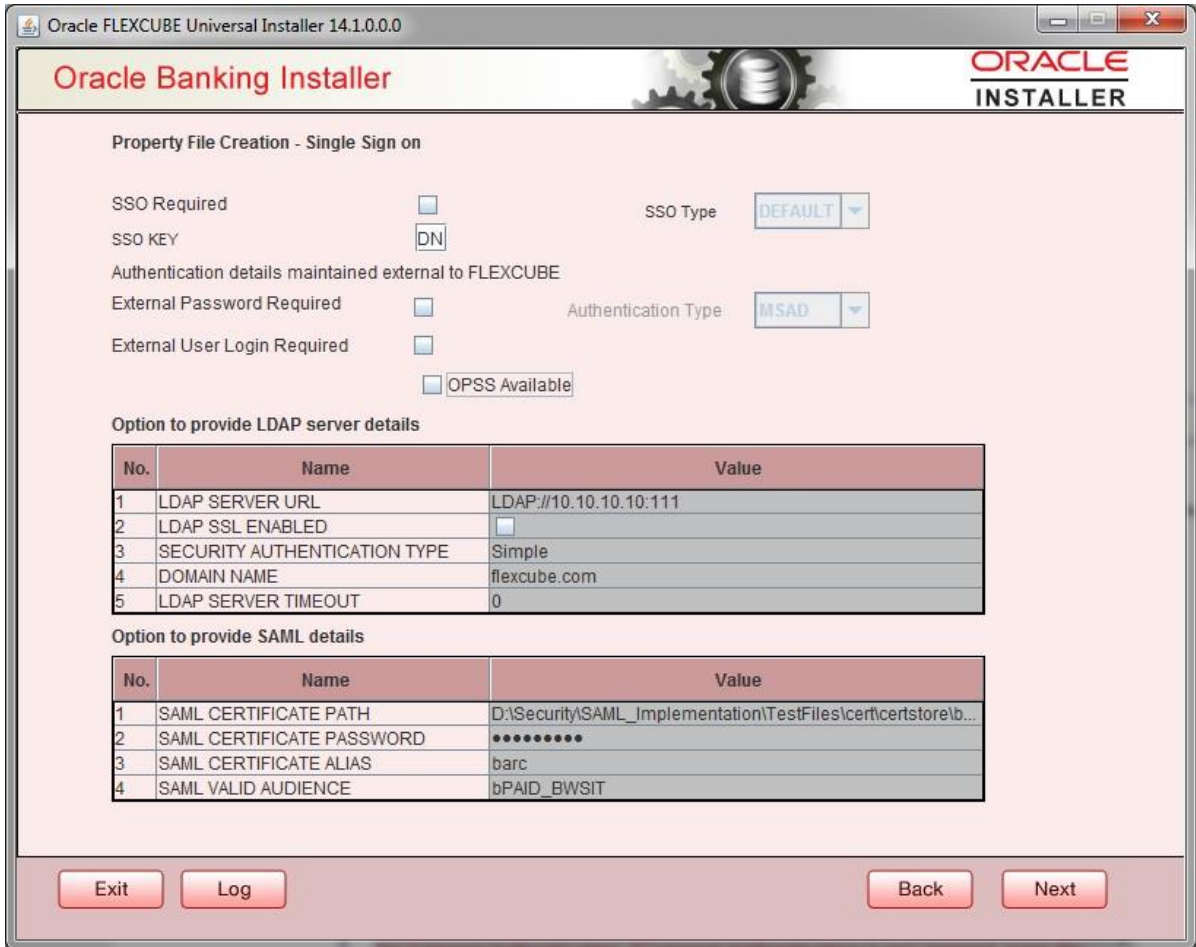 Oracle FLEXCUBE Universal Installer 14.1.0.0.0
Oracle Banking Installer
ORACLE
INSTALLER
Property File Creation - Single Sign on
SSO Required SSO Type DEFAULT
SSO KEY DN
Authentication details maintained external to FLEXCUBE
External Password Required Authentication Type MSAD
External User Login Required
OPSS Available
Option to provide LDAP server details
No. Name Value
1 LDAP SERVER URL LDAP://10.10.10.10:111
2 LDAP SSL ENABLED
3 SECURITY AUTHENTICATION TYPE Simple
4 DOMAIN NAME flexcube.com
5 LDAP SERVER TIMEOUT 0
Option to provide SAML details
No. Name Value
1 SAML CERTIFICATE PATH D:\Security\SAML_Implementation\TestFiles\cert\certstore\b...
2 SAML CERTIFICATE PASSWORD •••••••••
3 SAML CERTIFICATE ALIAS barc
4 SAML VALID AUDIENCE bPAID_BWSIT
Exit Log Back Next